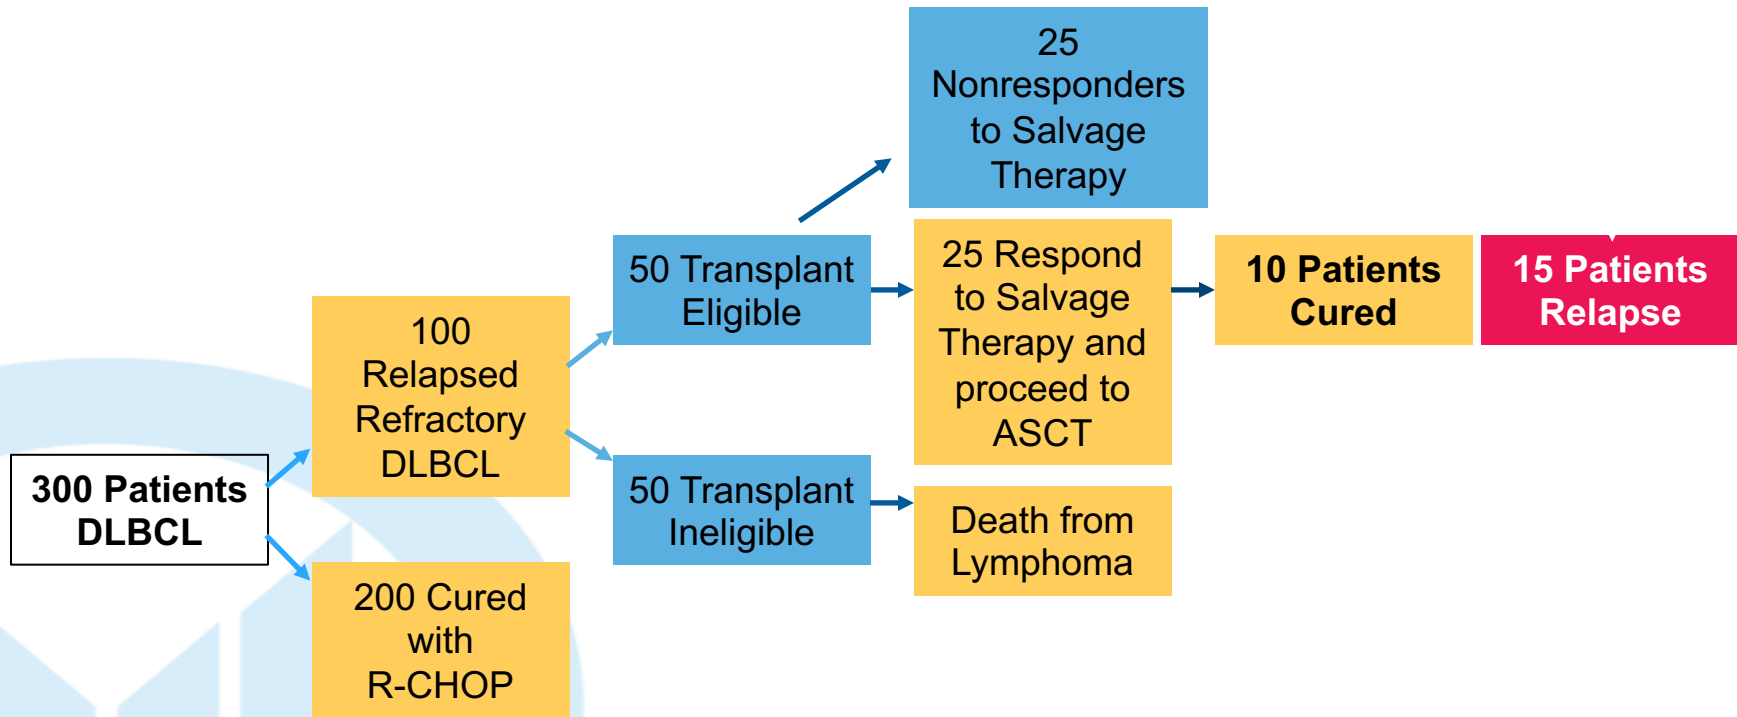 300 Patients
DLBCL
100
Relapsed
Refractory
DLBCL
200 Cured
with
R-CHOP
50 Transplant
Eligible
50 Transplant
Ineligible
25
Nonresponders
to Salvage
Therapy
25 Respond
to Salvage
Therapy and
proceed to
ASCT
Death from
Lymphoma
10 Patients
Cured
15 Patients
Relapse